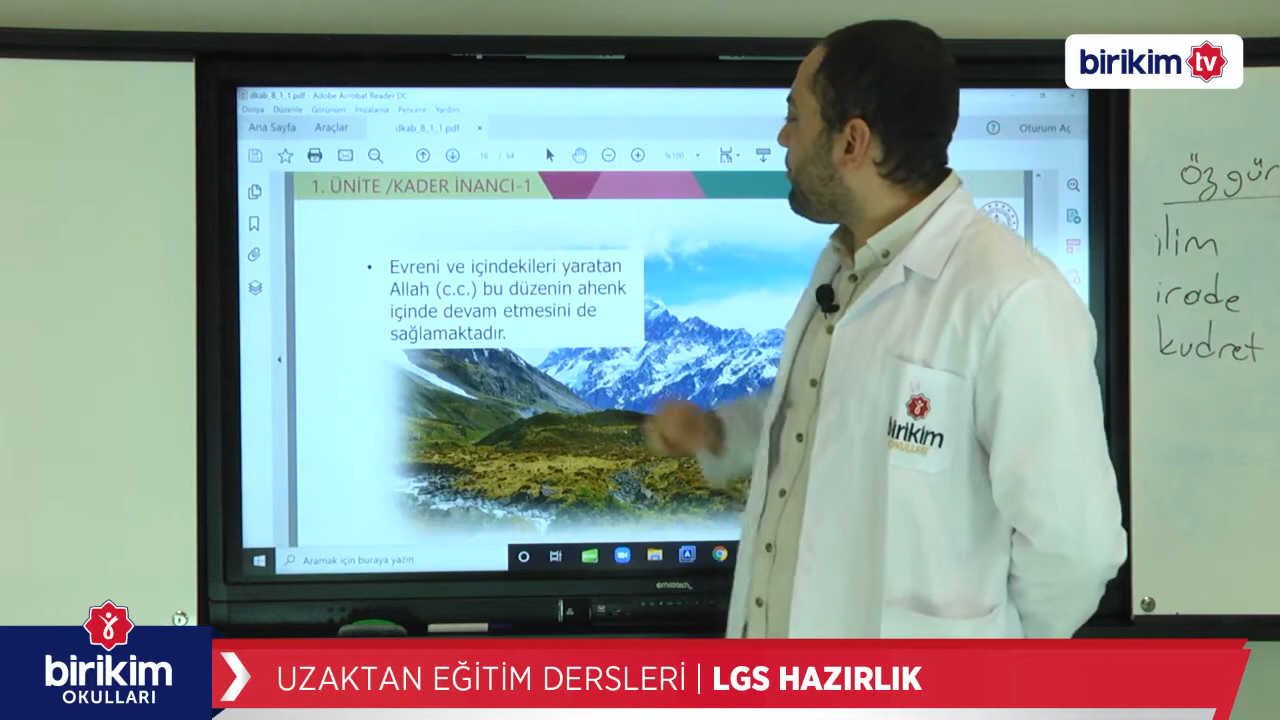 birikim tv
dkab_8_1_1.pdf - Adobe Acrobat Reader DC
Dosya Düzenle Görünüm İmzalama Pencere Yardım
Ana Sayfa Araçlar dkab_8_1_1.pdf × Oturum Aç
16 / 64 %100
1. ÜNİTE /KADER İNANCI-1
• Evreni ve içindekileri yaratan
Allah (c.c.) bu düzenin ahenk
içinde devam etmesini de
sağlamaktadır.
Aramak için buraya yazın
özgür
ilim
irade
kudret
birikim
OKULLARI
birikim
OKULLARI
UZAKTAN EĞİTİM DERSLERİ | LGS HAZIRLIK